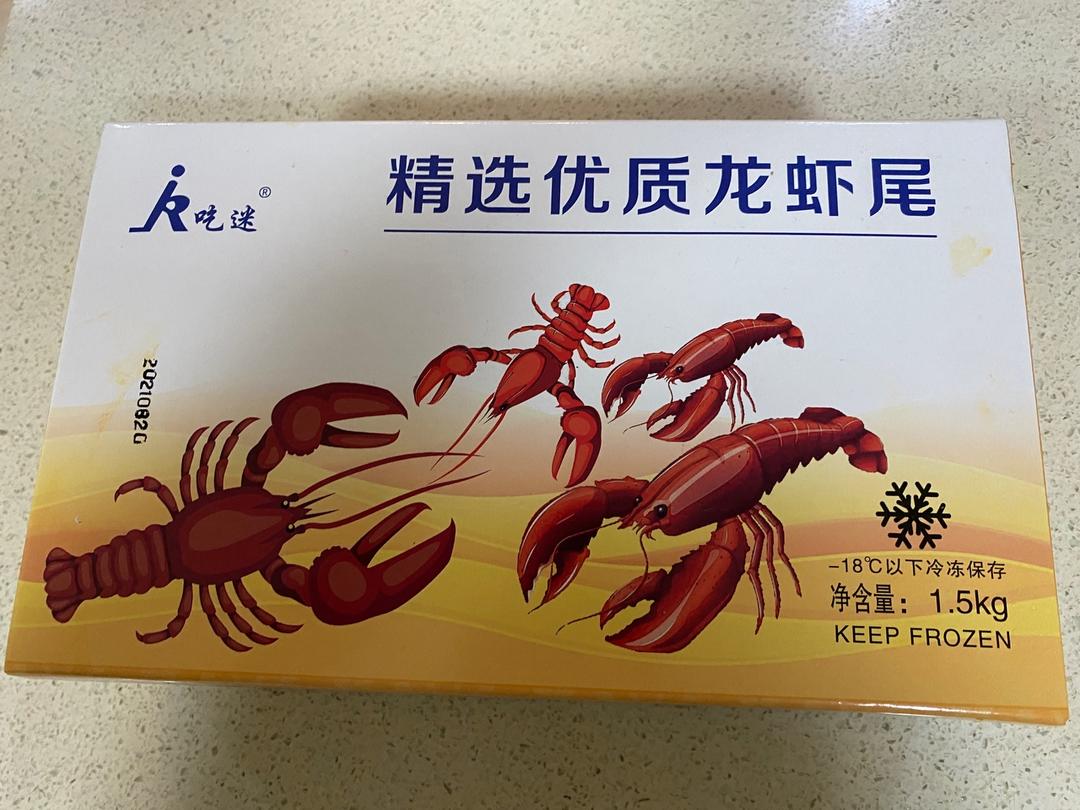 吃迷®
精选优质龙虾尾
2021082G
-18℃以下冷冻保存
净含量：1.5kg
KEEP FROZEN